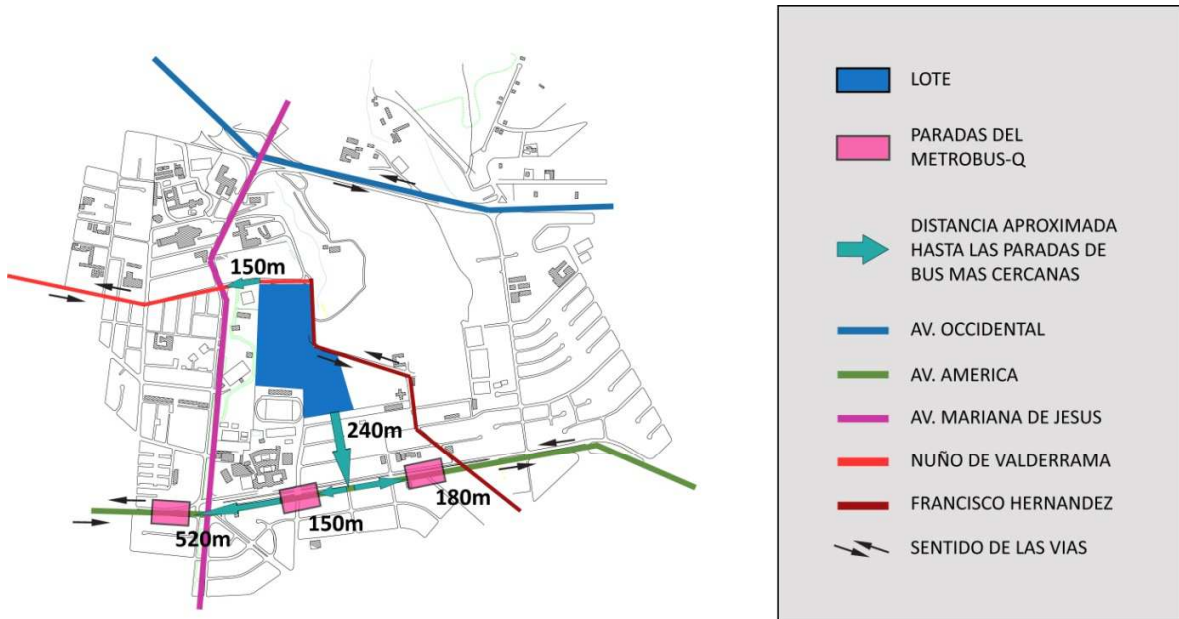 150m
240m
180m
150m
520m
LOTE
PARADAS DEL
METROBUS-Q
DISTANCIA APROXIMADA
HASTA LAS PARADAS DE
BUS MAS CERCANAS
AV. OCCIDENTAL
AV. AMERICA
AV. MARIANA DE JESUS
NUÑO DE VALDERRAMA
FRANCISCO HERNANDEZ
SENTIDO DE LAS VIAS